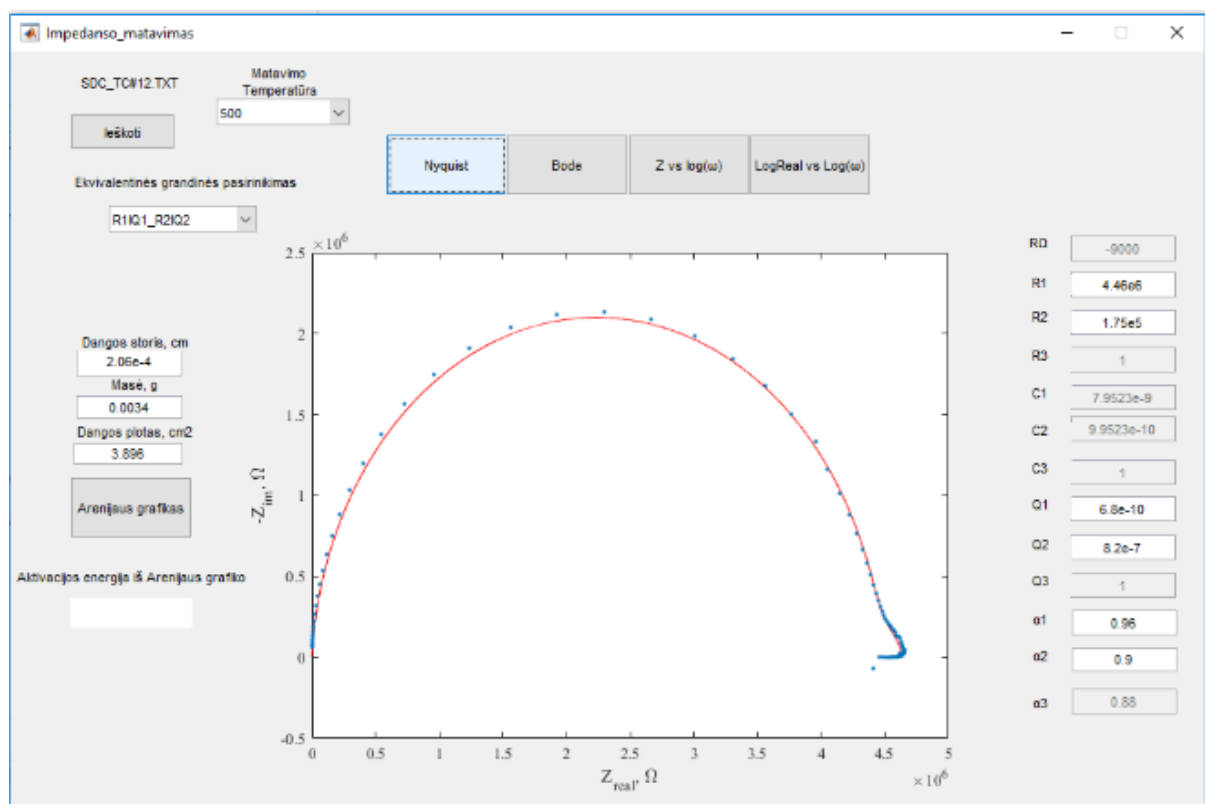 Impedanso_matavimas
SDC_TC#12.TXT
Matavimo
Temperatūra
500
Ieškoti
Nyquist
Bode
Z vs log(ω)
LogReal vs Log(ω)
Ekvivalentinės grandinės pasirinikimas
R1IQ1_R2IQ2
Dangos storis, cm
2.06e-4
Masė, g
0.0034
Dangos plotas, cm2
3.896
Arenijaus grafikas
Aktivacijos energija iš Arenijaus grafiko
×10⁶
2.5
2
1.5
1
0.5
0
-0.5
-Zim, Ω
0 0.5 1 1.5 2 2.5 3 3.5 4 4.5 5
Zreal, Ω
×10⁶
R0 -9000
R1 4.46e6
R2 1.75e5
R3 1
C1 7.9523e-9
C2 9.9523e-10
C3 1
Q1 6.8e-10
Q2 8.2e-7
Q3 1
α1 0.96
α2 0.9
α3 0.88